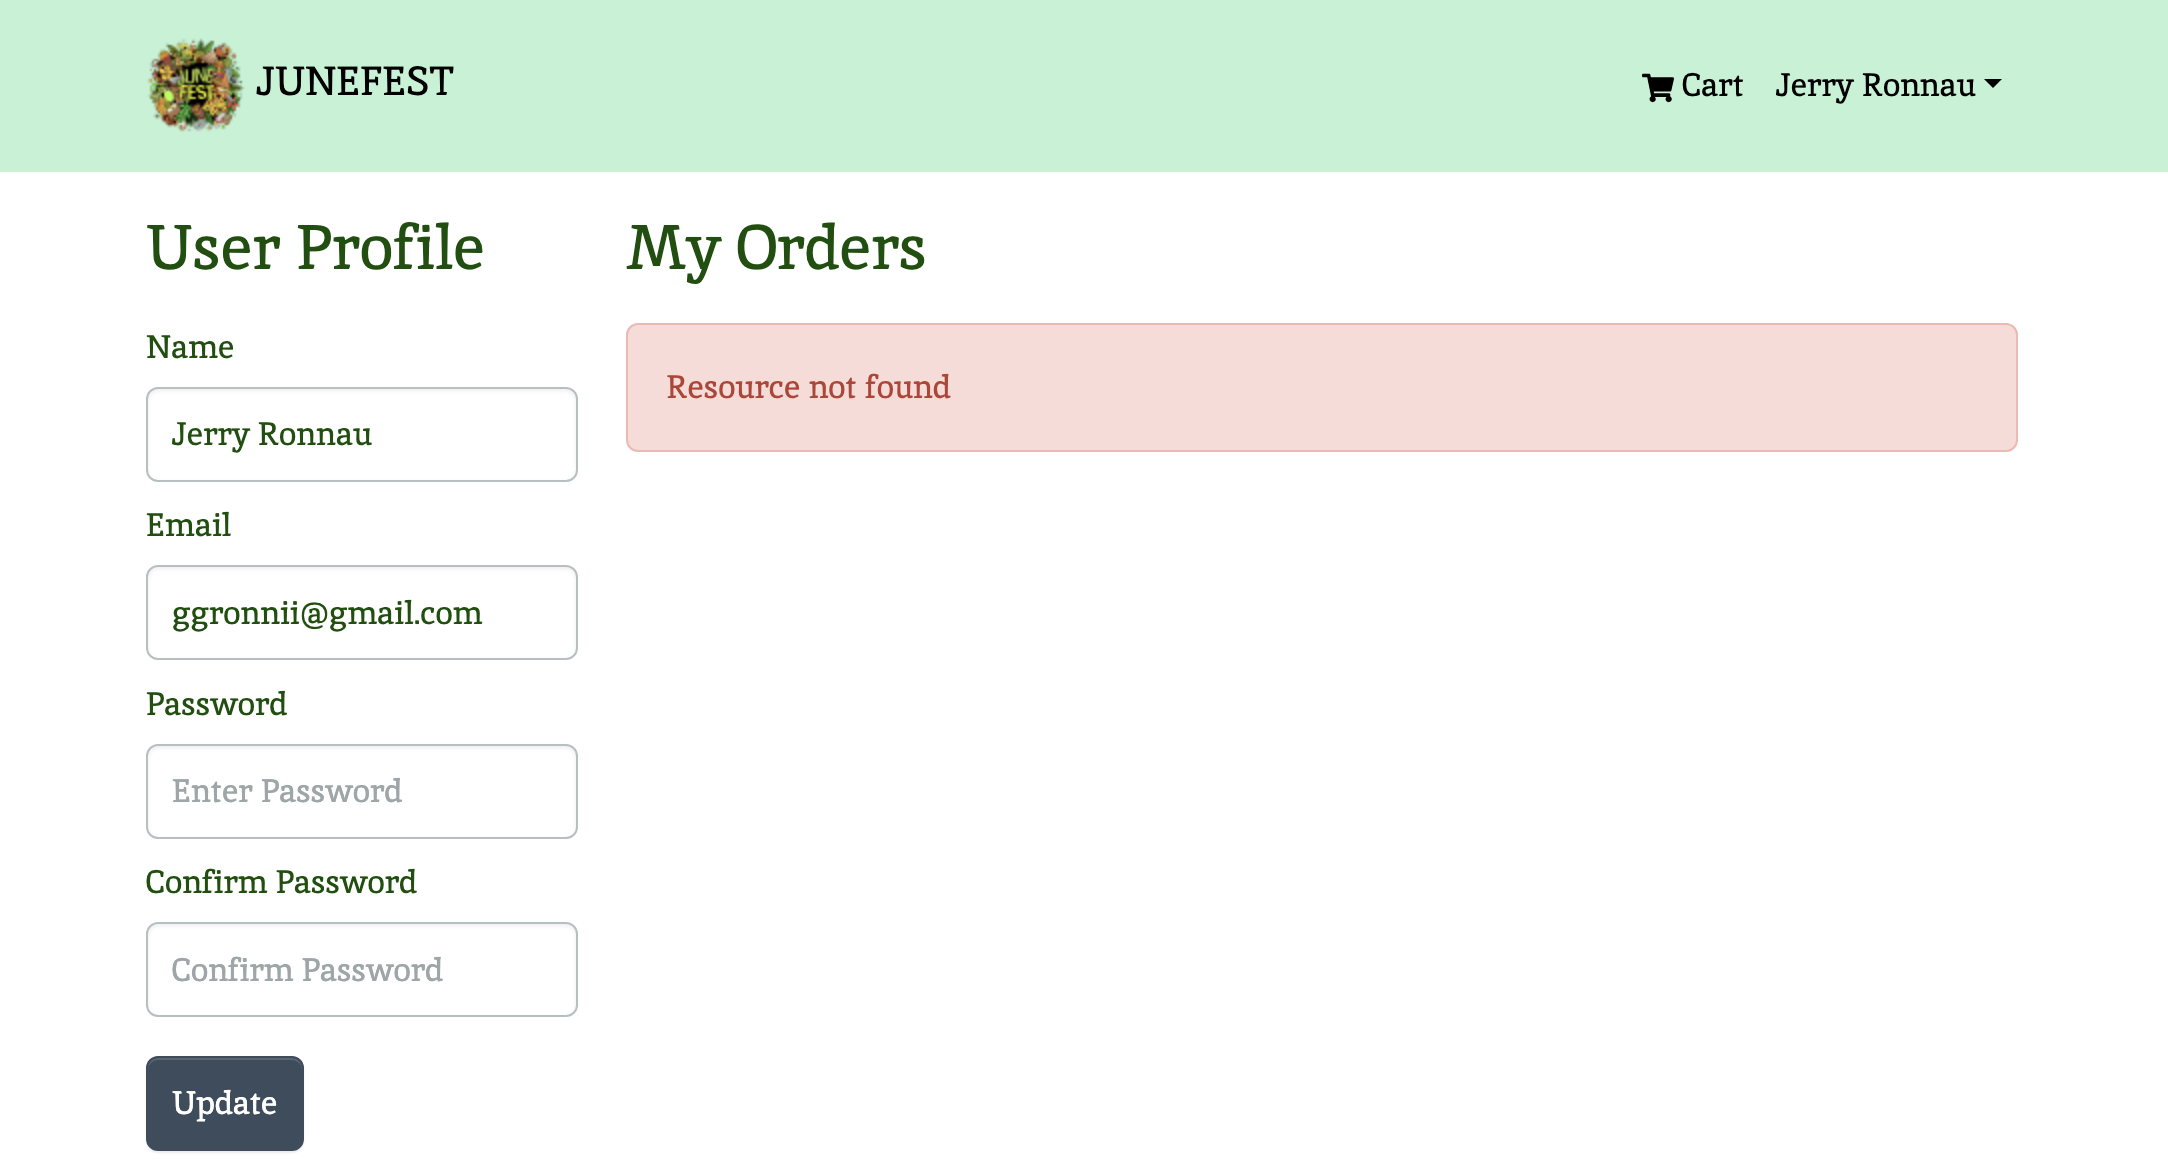 JUNE
FEST
JUNEFEST
Cart
Jerry Ronnau
User Profile
Name
Jerry Ronnau
Email
ggronnii@gmail.com
Password
Enter Password
Confirm Password
Confirm Password
Update
My Orders
Resource not found